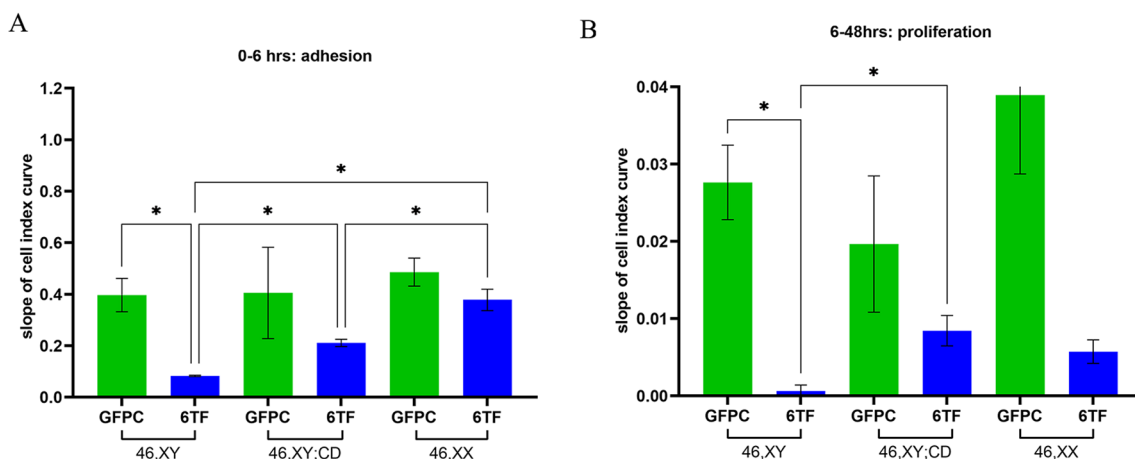 A
0-6 hrs: adhesion
slope of cell index curve
1.2
1.0
0.8
0.6
0.4
0.2
0.0
*
*
*
*
GFPC 6TF GFPC 6TF GFPC 6TF
46,XY 46,XY;CD 46,XX
B
6-48hrs: proliferation
slope of cell index curve
0.04
0.03
0.02
0.01
0.00
*
*
GFPC 6TF GFPC 6TF GFPC 6TF
46,XY 46,XY;CD 46,XX